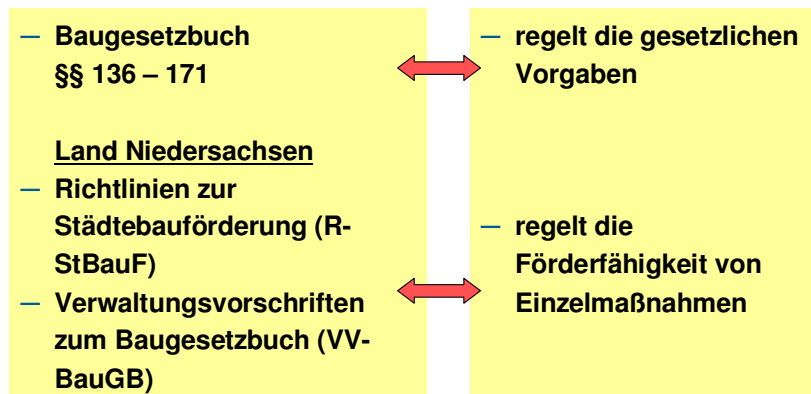 — Baugesetzbuch
§§ 136 – 171
Land Niedersachsen
— Richtlinien zur
Städtebauförderung (R-
StBauF)
— Verwaltungsvorschriften
zum Baugesetzbuch (VV-
BauGB)
— regelt die gesetzlichen
Vorgaben
— regelt die
Förderfähigkeit von
Einzelmaßnahmen